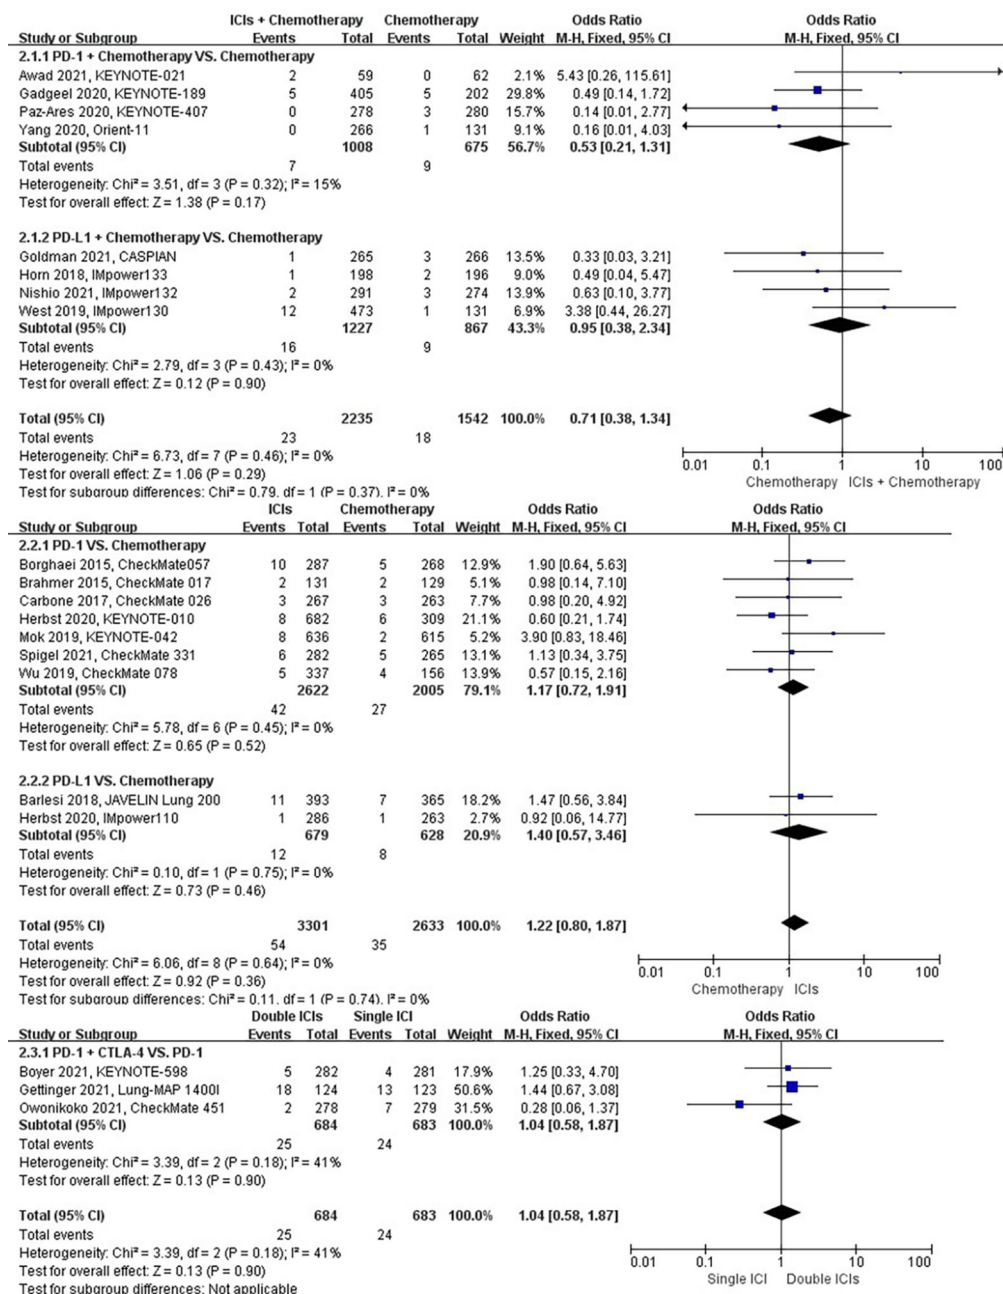 ICIs + Chemotherapy Chemotherapy Odds Ratio Odds Ratio
Study or Subgroup Events Total Events Total Weight M-H, Fixed, 95% CI M-H, Fixed, 95% CI
2.1.1 PD-1 + Chemotherapy VS. Chemotherapy
Awad 2021, KEYNOTE-021 2 59 0 62 2.1% 5.43 [0.26, 115.61]
Gadgeel 2020, KEYNOTE-189 5 405 5 202 29.8% 0.49 [0.14, 1.72]
Paz-Ares 2020, KEYNOTE-407 0 278 3 280 15.7% 0.14 [0.01, 2.77]
Yang 2020, Orient-11 0 266 1 131 9.1% 0.16 [0.01, 4.03]
Subtotal (95% CI) 1008 675 56.7% 0.53 [0.21, 1.31]
Total events 7 9
Heterogeneity: Chi² = 3.51, df = 3 (P = 0.32); I² = 15%
Test for overall effect: Z = 1.38 (P = 0.17)
2.1.2 PD-L1 + Chemotherapy VS. Chemotherapy
Goldman 2021, CASPIAN 1 265 3 266 13.5% 0.33 [0.03, 3.21]
Horn 2018, IMpower133 1 198 2 196 9.0% 0.49 [0.04, 5.47]
Nishio 2021, IMpower132 2 291 3 274 13.9% 0.63 [0.10, 3.77]
West 2019, IMpower130 12 473 1 131 6.9% 3.38 [0.44, 26.27]
Subtotal (95% CI) 1227 867 43.3% 0.95 [0.38, 2.34]
Total events 16 9
Heterogeneity: Chi² = 2.79, df = 3 (P = 0.43); I² = 0%
Test for overall effect: Z = 0.12 (P = 0.90)
Total (95% CI) 2235 1542 100.0% 0.71 [0.38, 1.34]
Total events 23 18
Heterogeneity: Chi² = 6.73, df = 7 (P = 0.46); I² = 0%
Test for overall effect: Z = 1.06 (P = 0.29)
Test for subgroup differences: Chi² = 0.79, df = 1 (P = 0.37), I² = 0%
0.01 0.1 1 10 100
Chemotherapy ICIs + Chemotherapy
ICIs Chemotherapy Odds Ratio Odds Ratio
Study or Subgroup Events Total Events Total Weight M-H, Fixed, 95% CI M-H, Fixed, 95% CI
2.2.1 PD-1 VS. Chemotherapy
Borghaei 2015, CheckMate057 10 287 5 268 12.9% 1.90 [0.64, 5.63]
Brahmer 2015, CheckMate 017 2 131 2 129 5.1% 0.98 [0.14, 7.10]
Carbone 2017, CheckMate 026 3 267 3 263 7.7% 0.98 [0.20, 4.92]
Herbst 2020, KEYNOTE-010 8 682 6 309 21.1% 0.60 [0.21, 1.74]
Mok 2019, KEYNOTE-042 8 636 2 615 5.2% 3.90 [0.83, 18.46]
Spigel 2021, CheckMate 331 6 282 5 265 13.1% 1.13 [0.34, 3.75]
Wu 2019, CheckMate 078 5 337 4 156 13.9% 0.57 [0.15, 2.16]
Subtotal (95% CI) 2622 2005 79.1% 1.17 [0.72, 1.91]
Total events 42 27
Heterogeneity: Chi² = 5.78, df = 6 (P = 0.45); I² = 0%
Test for overall effect: Z = 0.65 (P = 0.52)
2.2.2 PD-L1 VS. Chemotherapy
Barlesi 2018, JAVELIN Lung 200 11 393 7 365 18.2% 1.47 [0.56, 3.84]
Herbst 2020, IMpower110 1 286 1 263 2.7% 0.92 [0.06, 14.77]
Subtotal (95% CI) 679 628 20.9% 1.40 [0.57, 3.46]
Total events 12 8
Heterogeneity: Chi² = 0.10, df = 1 (P = 0.75); I² = 0%
Test for overall effect: Z = 0.73 (P = 0.46)
Total (95% CI) 3301 2633 100.0% 1.22 [0.80, 1.87]
Total events 54 35
Heterogeneity: Chi² = 6.06, df = 8 (P = 0.64); I² = 0%
Test for overall effect: Z = 0.92 (P = 0.36)
Test for subgroup differences: Chi² = 0.11, df = 1 (P = 0.74), I² = 0%
0.01 0.1 1 10 100
Chemotherapy ICIs
Double ICIs Single ICI Odds Ratio Odds Ratio
Study or Subgroup Events Total Events Total Weight M-H, Fixed, 95% CI M-H, Fixed, 95% CI
2.3.1 PD-1 + CTLA-4 VS. PD-1
Boyer 2021, KEYNOTE-598 5 282 4 281 17.9% 1.25 [0.33, 4.70]
Gettinger 2021, Lung-MAP 1400I 18 124 13 123 50.6% 1.44 [0.67, 3.08]
Owonikoko 2021, CheckMate 451 2 278 7 279 31.5% 0.28 [0.06, 1.37]
Subtotal (95% CI) 684 683 100.0% 1.04 [0.58, 1.87]
Total events 25 24
Heterogeneity: Chi² = 3.39, df = 2 (P = 0.18); I² = 41%
Test for overall effect: Z = 0.13 (P = 0.90)
Total (95% CI) 684 683 100.0% 1.04 [0.58, 1.87]
Total events 25 24
Heterogeneity: Chi² = 3.39, df = 2 (P = 0.18); I² = 41%
Test for overall effect: Z = 0.13 (P = 0.90)
Test for subgroup differences: Not applicable
0.01 0.1 1 10 100
Single ICI Double ICIs